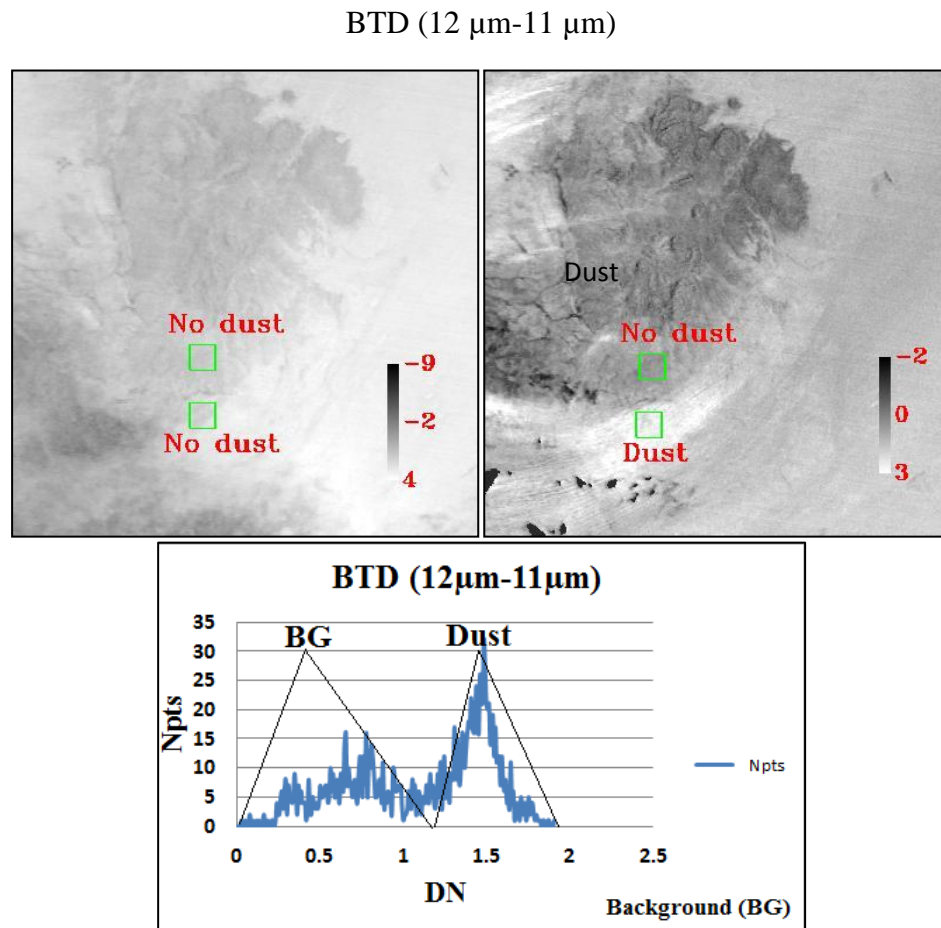 BTD (12 μm-11 μm)
No dust
No dust
-9
-2
4
Dust
No dust
Dust
-2
0
3
BTD (12μm-11μm)
35
30
25
20
15
10
5
0
Npts
BG
Dust
Npts
0 0.5 1 1.5 2 2.5
DN
Background (BG)